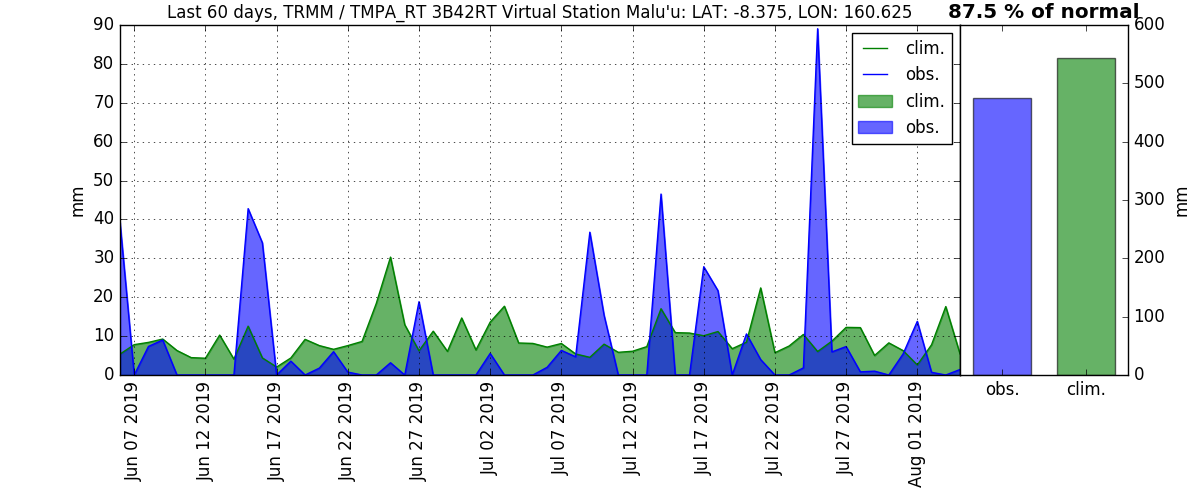 Last 60 days, TRMM / TMPA_RT 3B42RT Virtual Station Malu'u: LAT: -8.375, LON: 160.625
87.5 % of normal
90
80
70
60
50
40
30
20
10
0
mm
clim.
obs.
clim.
obs.
Jun 07 2019
Jun 12 2019
Jun 17 2019
Jun 22 2019
Jun 27 2019
Jul 02 2019
Jul 07 2019
Jul 12 2019
Jul 17 2019
Jul 22 2019
Jul 27 2019
Aug 01 2019
600
500
400
300
200
100
0
mm
obs.
clim.